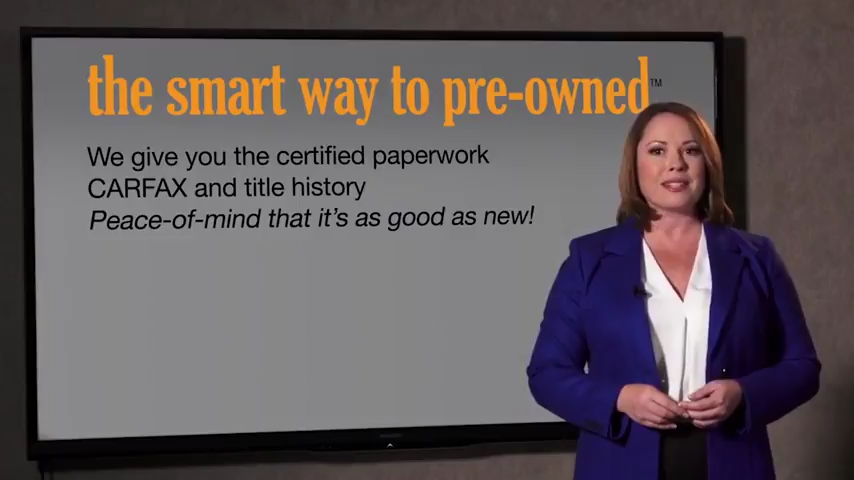 the smart way to pre-owned™
We give you the certified paperwork
CARFAX and title history
Peace-of-mind that it's as good as new!